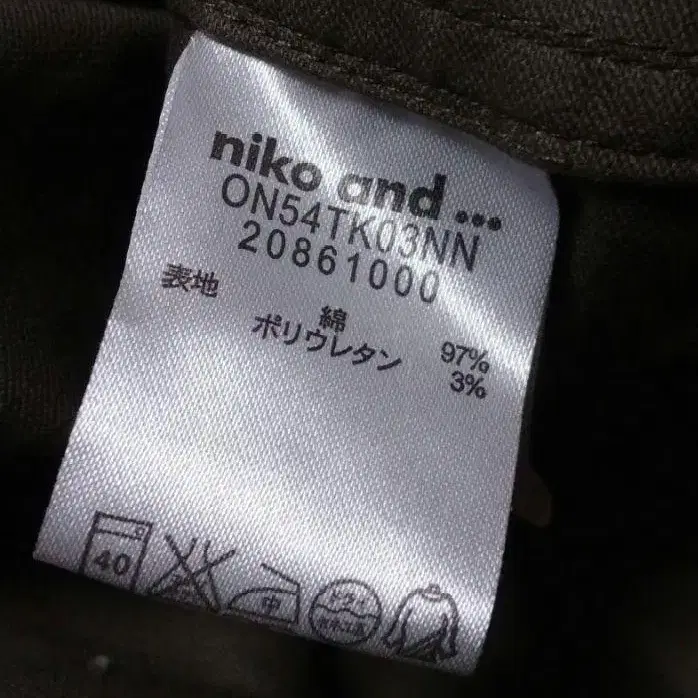 niko and ...
ON54TK03NN
20861000
表地 綿 97%
ポリウレタン 3%
40
中